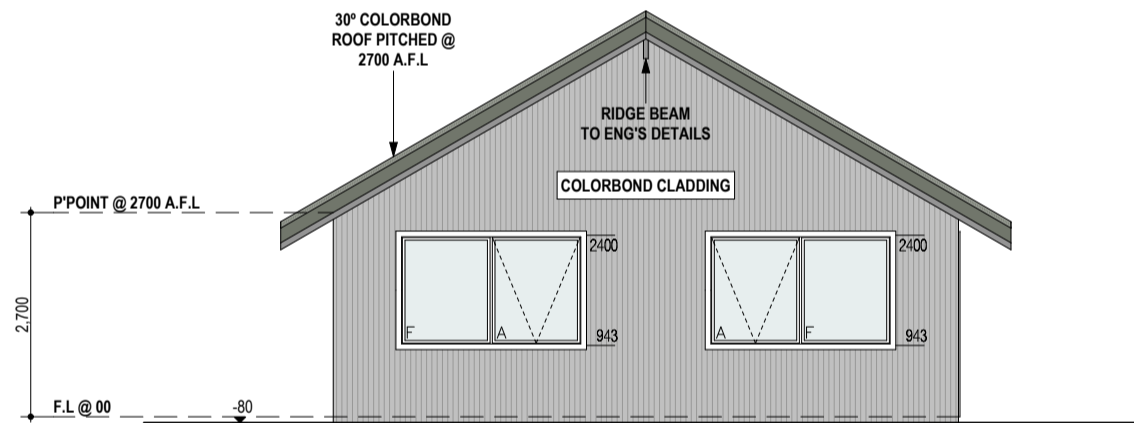 30º COLORBOND
ROOF PITCHED @
2700 A.F.L
RIDGE BEAM
TO ENG'S DETAILS
COLORBOND CLADDING
P'POINT @ 2700 A.F.L
2400
2400
F
A
A
F
943
943
2,700
F.L @ 00
-80